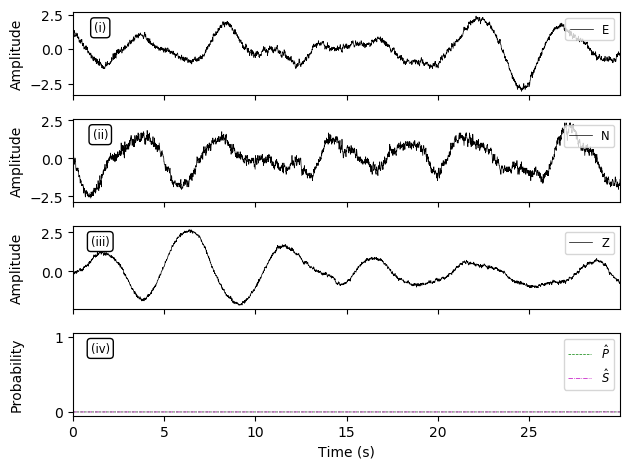 2.5
0.0
−2.5
Amplitude
(i)
E
2.5
0.0
−2.5
Amplitude
(ii)
N
2.5
0.0
Amplitude
(iii)
Z
1
0
Probability
(iv)
P̂
Ŝ
0 5 10 15 20 25
Time (s)